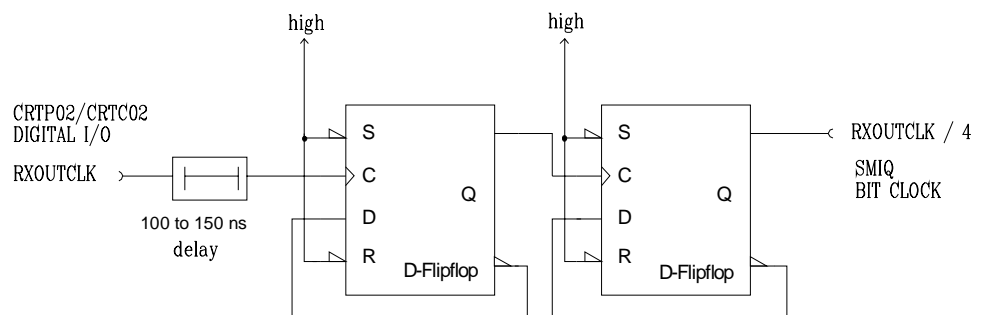 high
high
CRTP02/CRTC02
DIGITAL I/O
RXOUTCLK
100 to 150 ns
delay
S
C
D
R
Q
D-Flipflop
S
C
D
R
Q
D-Flipflop
RXOUTCLK / 4
SMIQ
BIT CLOCK